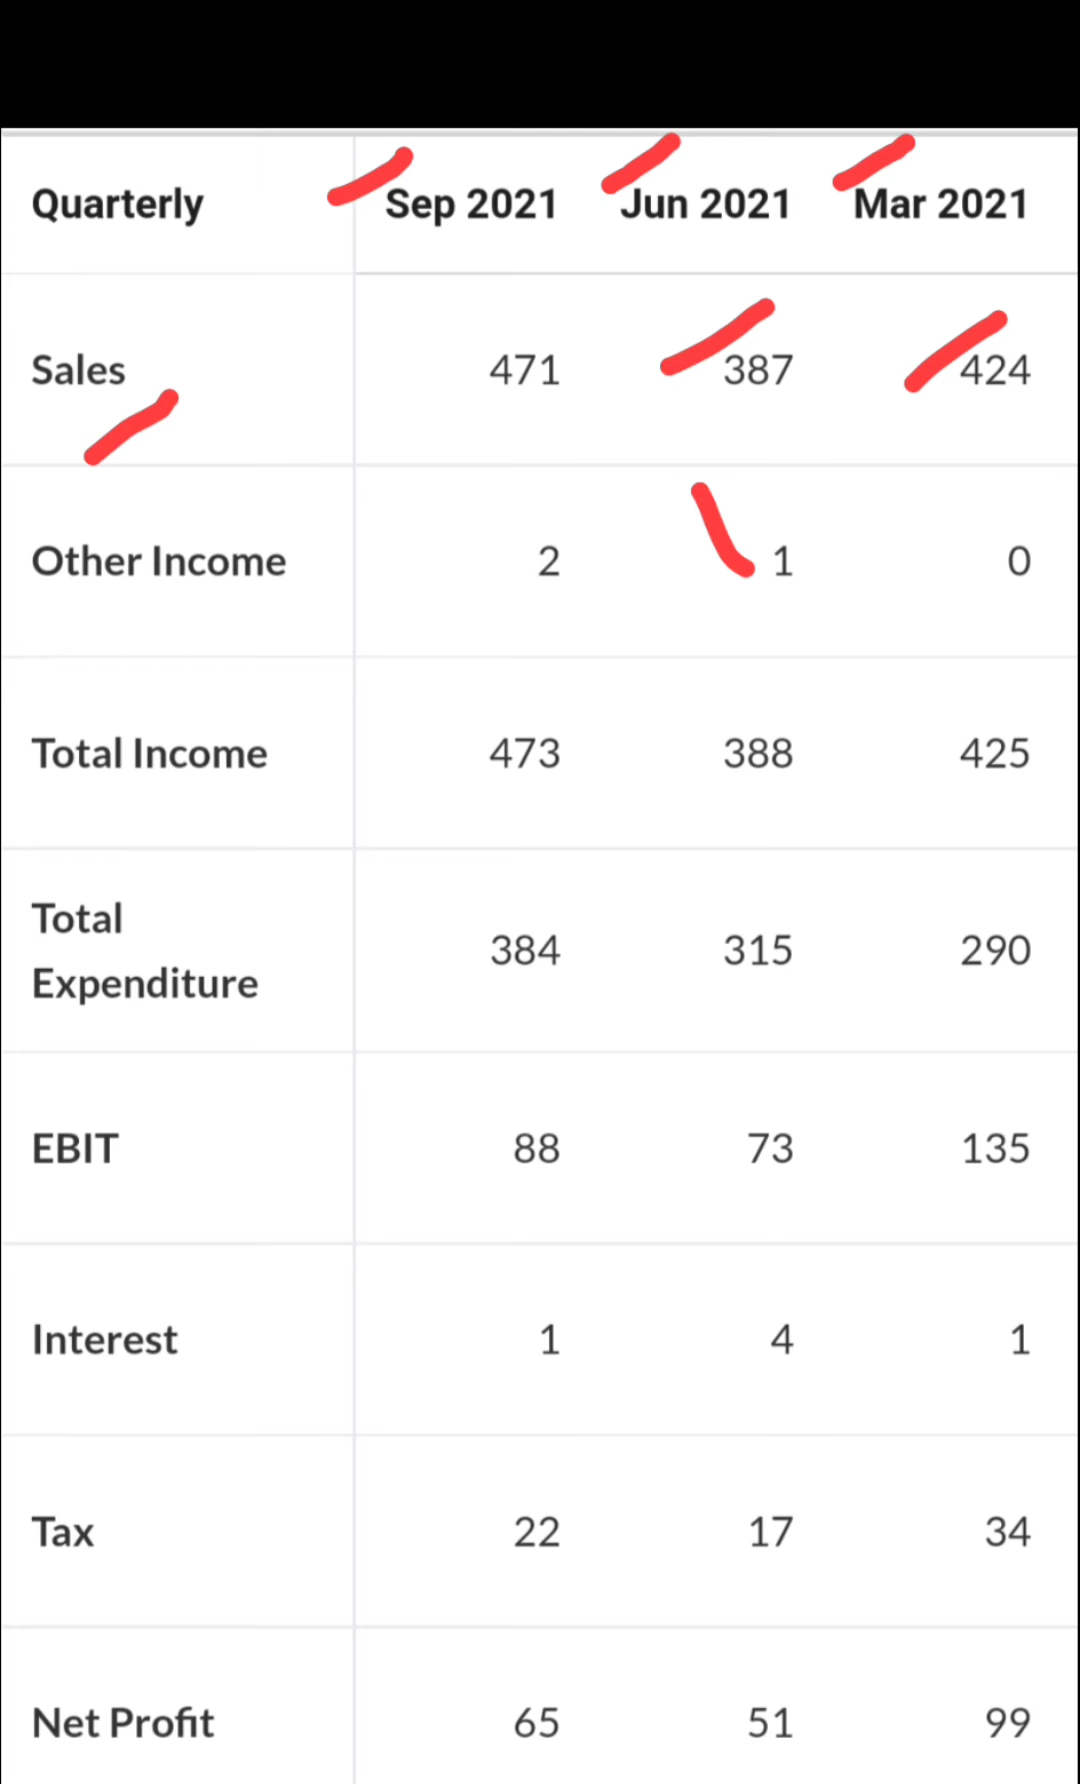 Quarterly Sep 2021 Jun 2021 Mar 2021
Sales 471 387 424
Other Income 2 1 0
Total Income 473 388 425
Total
Expenditure 384 315 290
EBIT 88 73 135
Interest 1 4 1
Tax 22 17 34
Net Profit 65 51 99